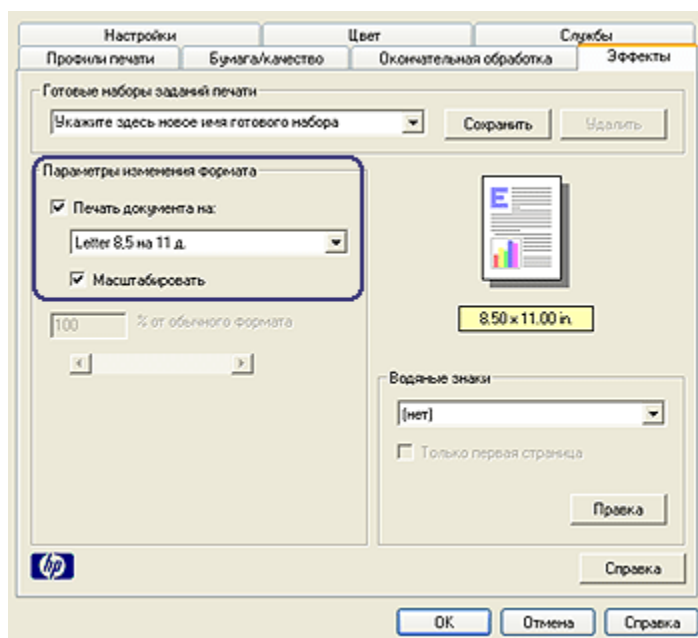 Настройки
Цвет
Службы
Профили печати
Бумага/качество
Окончательная обработка
Эффекты
Готовые наборы заданий печати
Укажите здесь новое имя готового набора
Сохранить
Удалить
Параметры изменения формата
Печать документа на:
Letter 8,5 на 11 д.
Масштабировать
100
% от обычного формата
E
8.50 x 11.00 in.
Водяные знаки
(нет)
Только первая страница
Правка
hp
Справка
OK
Отмена
Справка